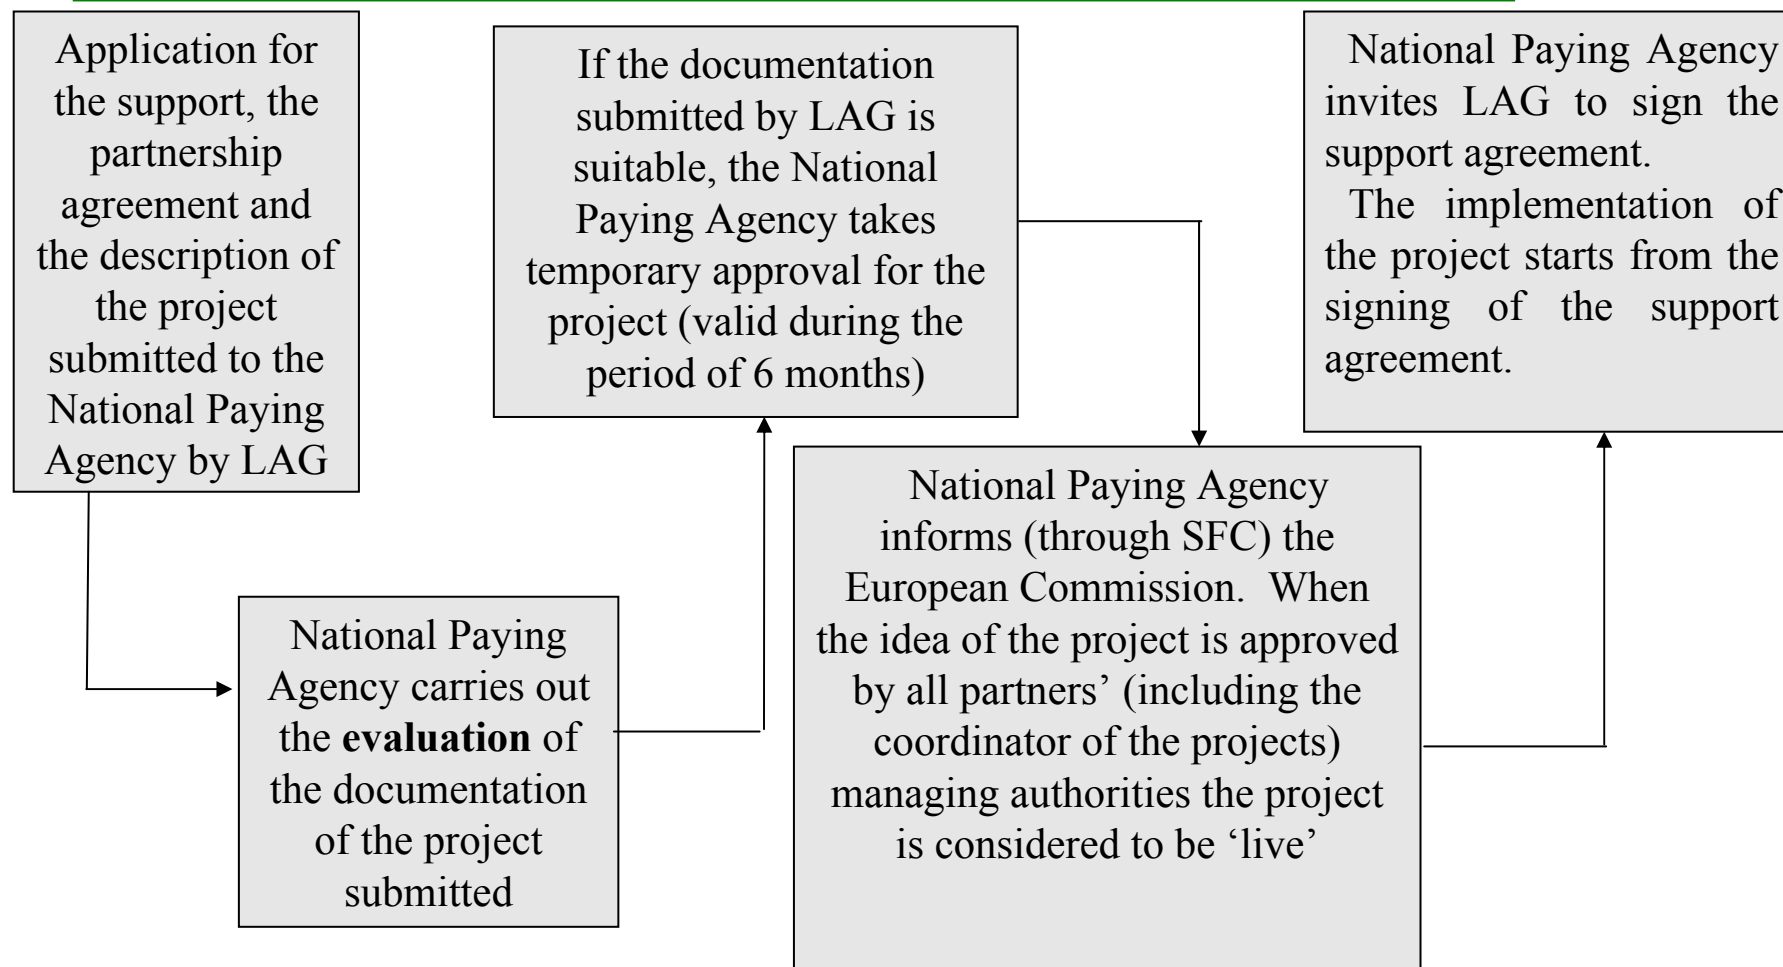 Application for
the support, the
partnership
agreement and
the description of
the project
submitted to the
National Paying
Agency by LAG
National Paying
Agency carries out
the evaluation of
the documentation
of the project
submitted
If the documentation
submitted by LAG is
suitable, the National
Paying Agency takes
temporary approval for the
project (valid during the
period of 6 months)
National Paying Agency
informs (through SFC) the
European Commission.  When
the idea of the project is approved
by all partners’ (including the
coordinator of the projects)
managing authorities the project
is considered to be ‘live’
National Paying Agency
invites LAG to sign the
support agreement.
The implementation of
the project starts from the
signing of the support
agreement.